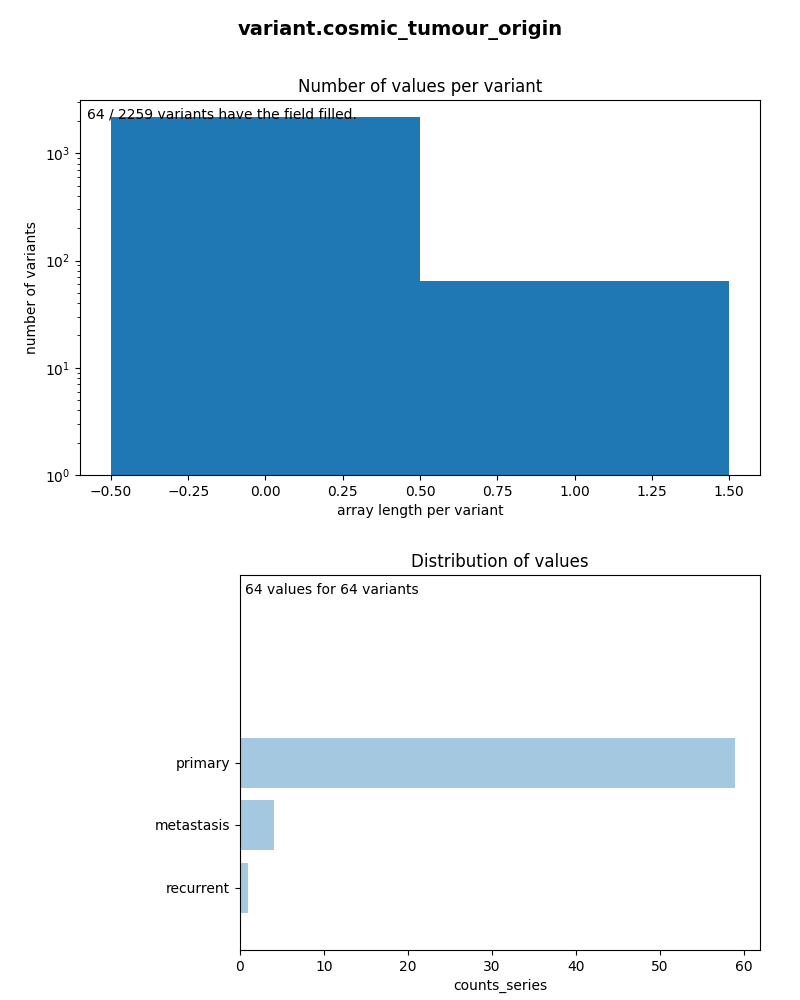 variant.cosmic_tumour_origin
Number of values per variant
64 / 2259 variants have the field filled.
10³
10²
10¹
10⁰
number of variants
−0.50 −0.25 0.00 0.25 0.50 0.75 1.00 1.25 1.50
array length per variant
Distribution of values
64 values for 64 variants
primary
metastasis
recurrent
0 10 20 30 40 50 60
counts_series